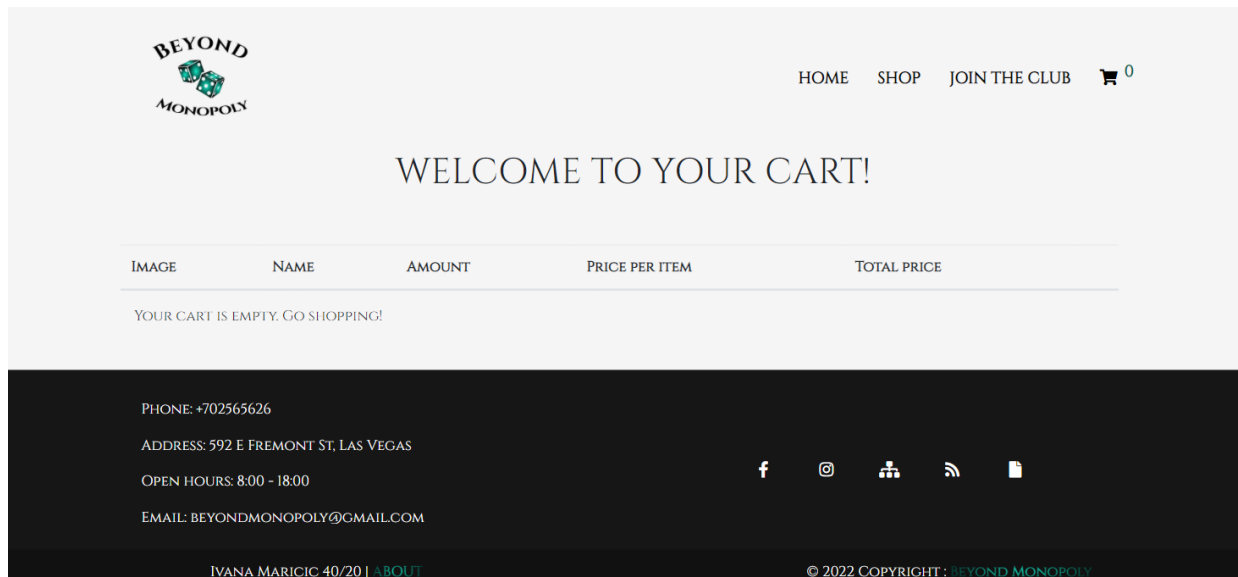 BEYOND
MONOPOLY
HOME SHOP JOIN THE CLUB 0
WELCOME TO YOUR CART!
IMAGE NAME AMOUNT PRICE PER ITEM TOTAL PRICE
YOUR CART IS EMPTY. GO SHOPPING!
PHONE: +702565626
ADDRESS: 592 E FREMONT ST, LAS VEGAS
OPEN HOURS: 8:00 - 18:00
EMAIL: BEYONDMONOPOLY@GMAIL.COM
IVANA MARICIC 40/20 | ABOUT © 2022 COPYRIGHT : BEYOND MONOPOLY